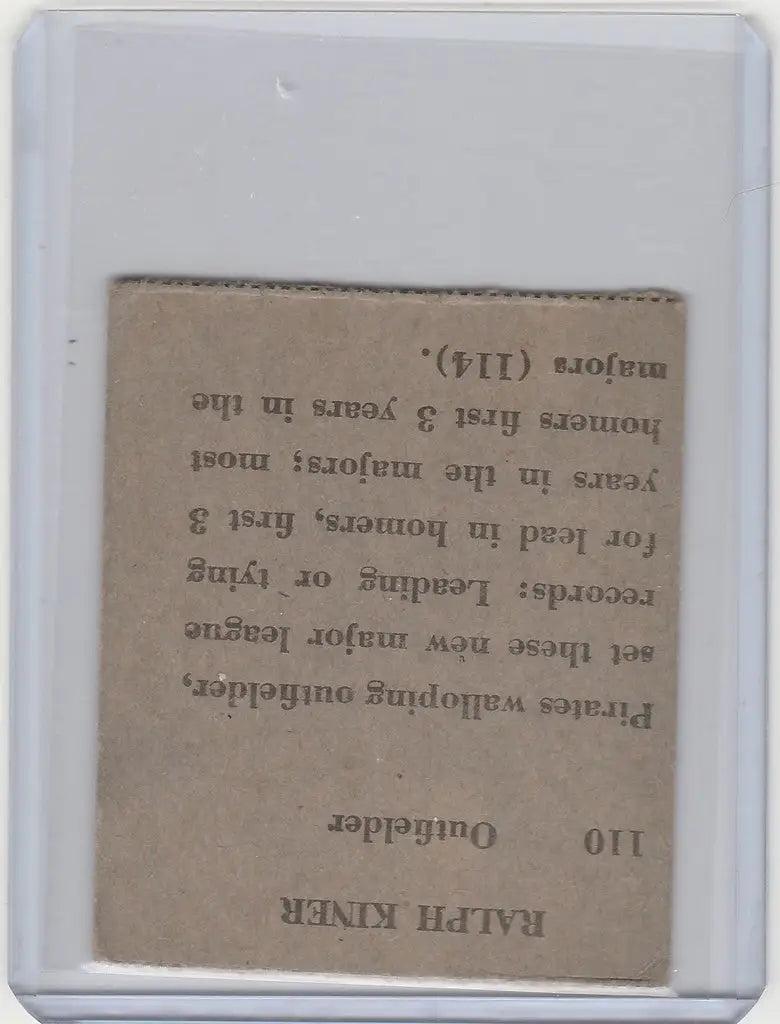 RALPH KINER
110 Outfielder
Pirates walloping outfielder,
set these new major league
records: Leading or tying
for lead in homers, first 3
years in the majors; most
homers first 3 years in the
majors (114).